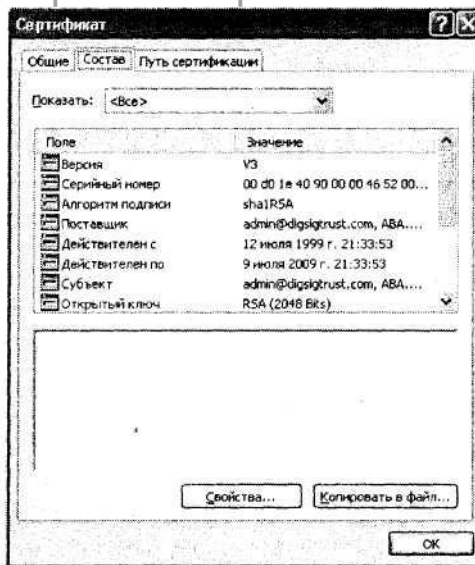 Сертификат
Общие Состав Путь сертификации
Показать: <Все>
Поле Значение
Версия V3
Серийный номер 00 d0 1e 40 90 00 00 46 52 00...
Алгоритм подписи sha1RSA
Поставщик admin@digsigtrust.com, ABA....
Действителен с 12 июля 1999 г. 21:33:53
Действителен по 9 июля 2009 г. 21:33:53
Субъект admin@digsigtrust.com, ABA....
Открытый ключ RSA (2048 Bits)
Свойства... Копировать в файл...
ОК